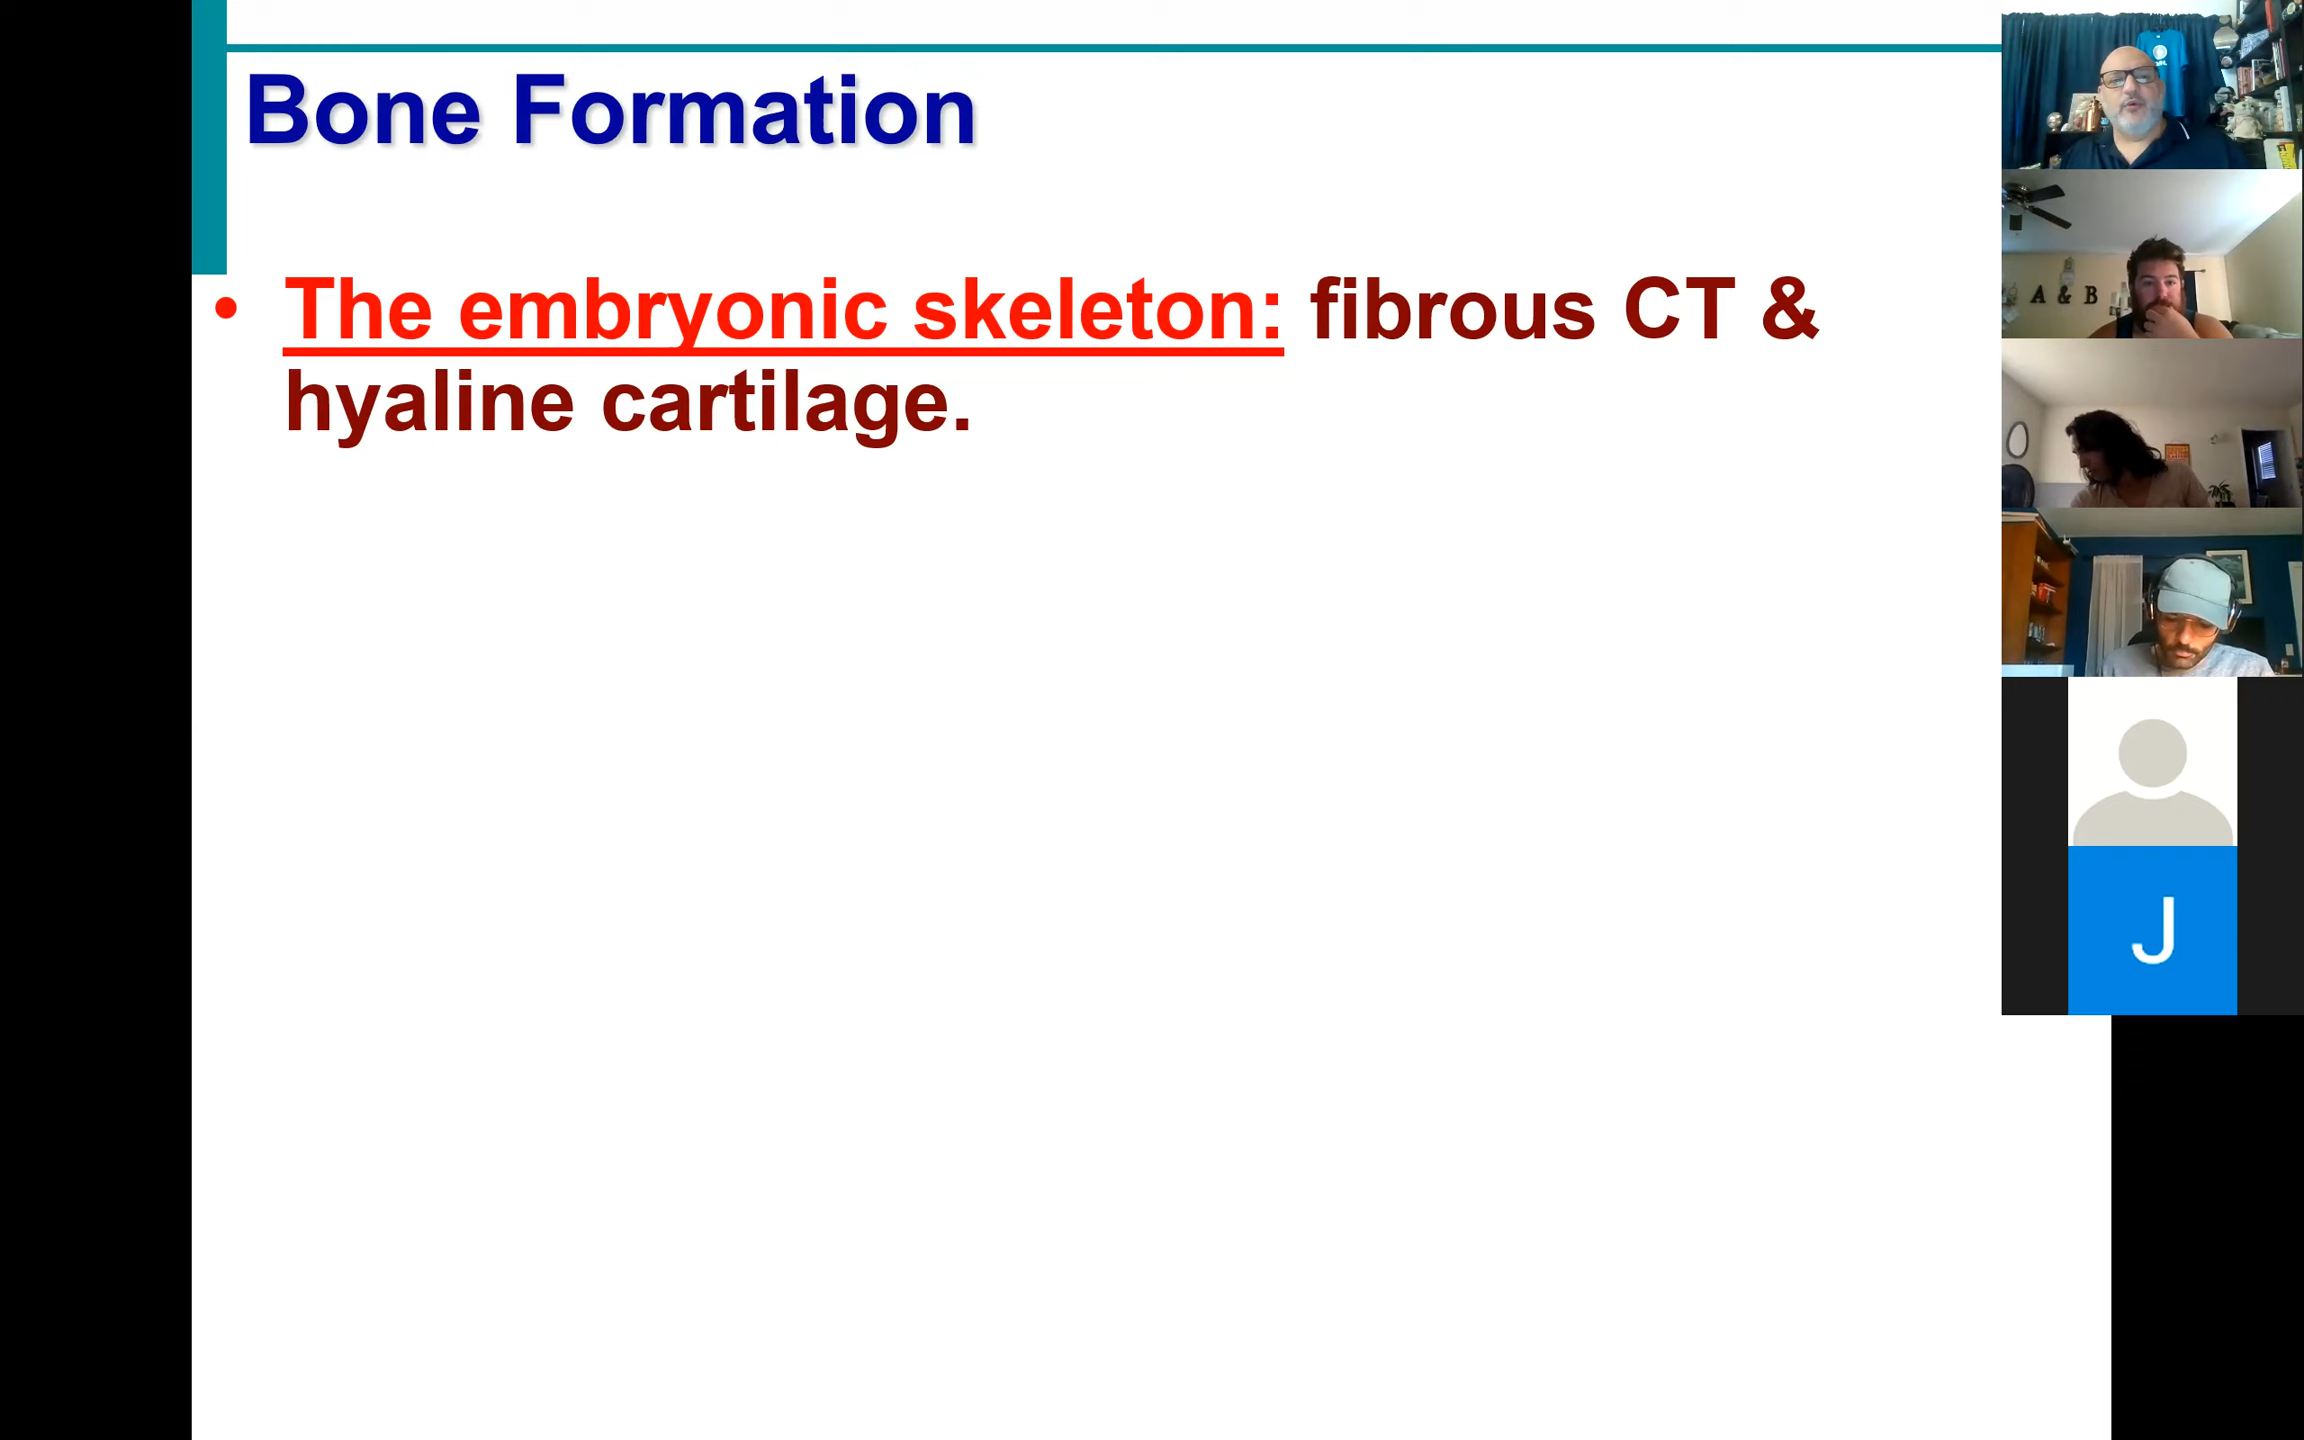 Bone Formation
• The embryonic skeleton: fibrous CT &
hyaline cartilage.
A & B
J